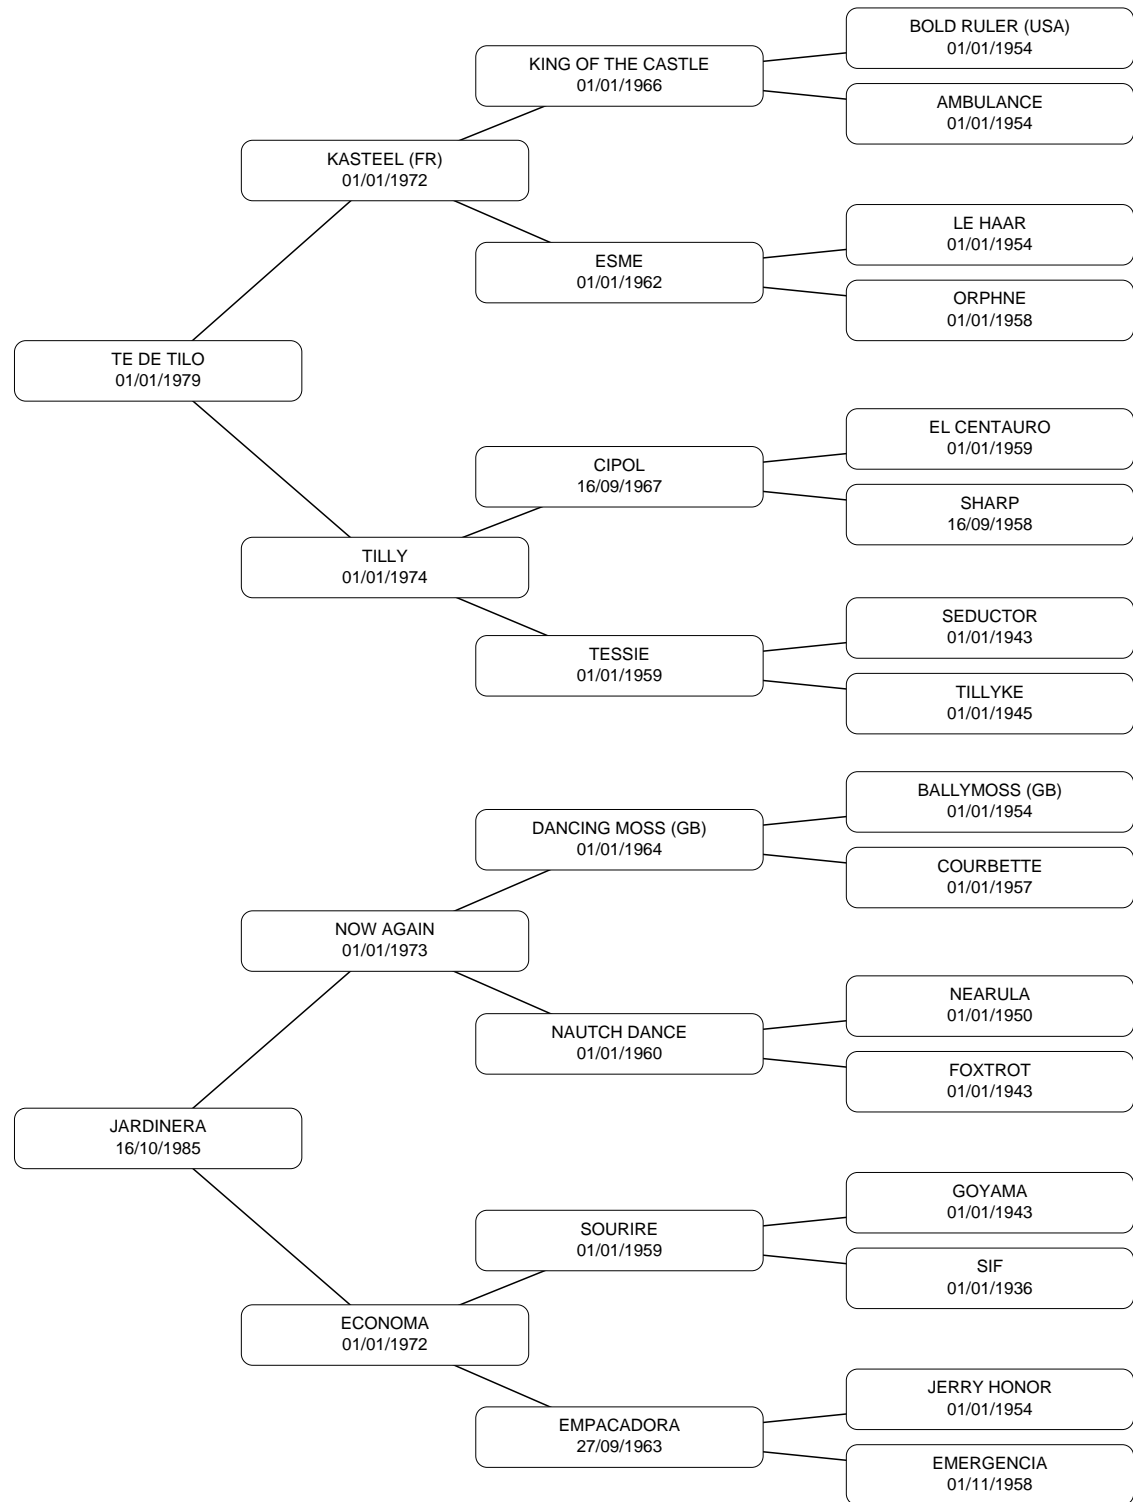 BOLD RULER (USA)
01/01/1954
KING OF THE CASTLE
01/01/1966
AMBULANCE
01/01/1954
KASTEEL (FR)
01/01/1972
LE HAAR
01/01/1954
ESME
01/01/1962
ORPHNE
01/01/1958
TE DE TILO
01/01/1979
EL CENTAURO
01/01/1959
CIPOL
16/09/1967
SHARP
16/09/1958
TILLY
01/01/1974
SEDUCTOR
01/01/1943
TESSIE
01/01/1959
TILLYKE
01/01/1945
BALLYMOSS (GB)
01/01/1954
DANCING MOSS (GB)
01/01/1964
COURBETTE
01/01/1957
NOW AGAIN
01/01/1973
NEARULA
01/01/1950
NAUTCH DANCE
01/01/1960
FOXTROT
01/01/1943
JARDINERA
16/10/1985
GOYAMA
01/01/1943
SOURIRE
01/01/1959
SIF
01/01/1936
ECONOMA
01/01/1972
JERRY HONOR
01/01/1954
EMPACADORA
27/09/1963
EMERGENCIA
01/11/1958